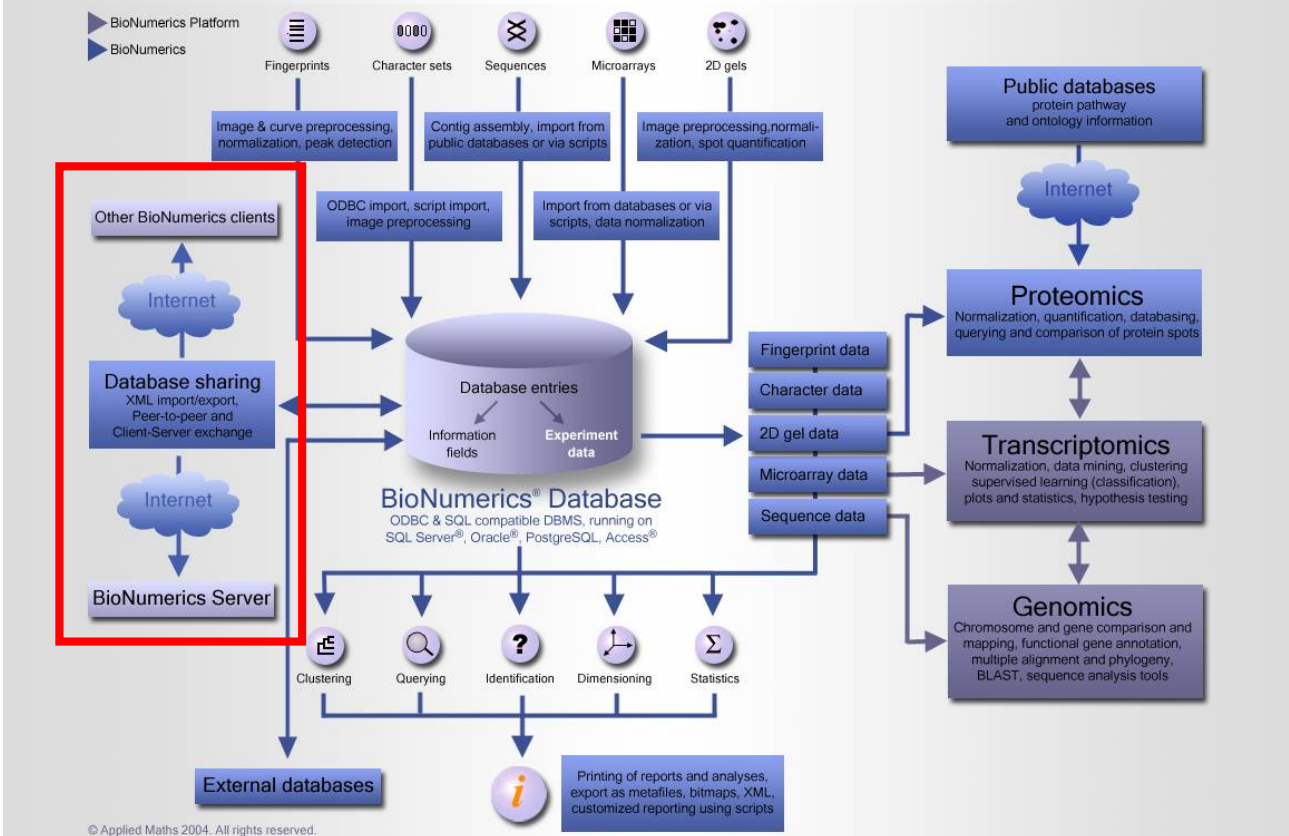 BioNumerics Platform
BioNumerics
Fingerprints
Character sets
Sequences
Microarrays
2D gels
Image & curve preprocessing,
normalization, peak detection
Contig assembly, import from
public databases or via scripts
Image preprocessing,normali-
zation, spot quantification
ODBC import, script import,
image preprocessing
Import from databases or via
scripts, data normalization
Public databases
protein pathway
and ontology information
Internet
Other BioNumerics clients
Internet
Database sharing
XML import/export,
Peer-to-peer and
Client-Server exchange
Internet
BioNumerics Server
Database entries
Information
fields
Experiment
data
BioNumerics® Database
ODBC & SQL compatible DBMS, running on
SQL Server®, Oracle®, PostgreSQL, Access®
Fingerprint data
Character data
2D gel data
Microarray data
Sequence data
Proteomics
Normalization, quantification, databasing,
querying and comparison of protein spots
Transcriptomics
Normalization, data mining, clustering
supervised learning (classification),
plots and statistics, hypothesis testing
Genomics
Chromosome and gene comparison and
mapping, functional gene annotation,
multiple alignment and phylogeny,
BLAST, sequence analysis tools
?
Σ
Clustering
Querying
Identification
Dimensioning
Statistics
External databases
i
Printing of reports and analyses,
export as metafiles, bitmaps, XML,
customized reporting using scripts
© Applied Maths 2004. All rights reserved.